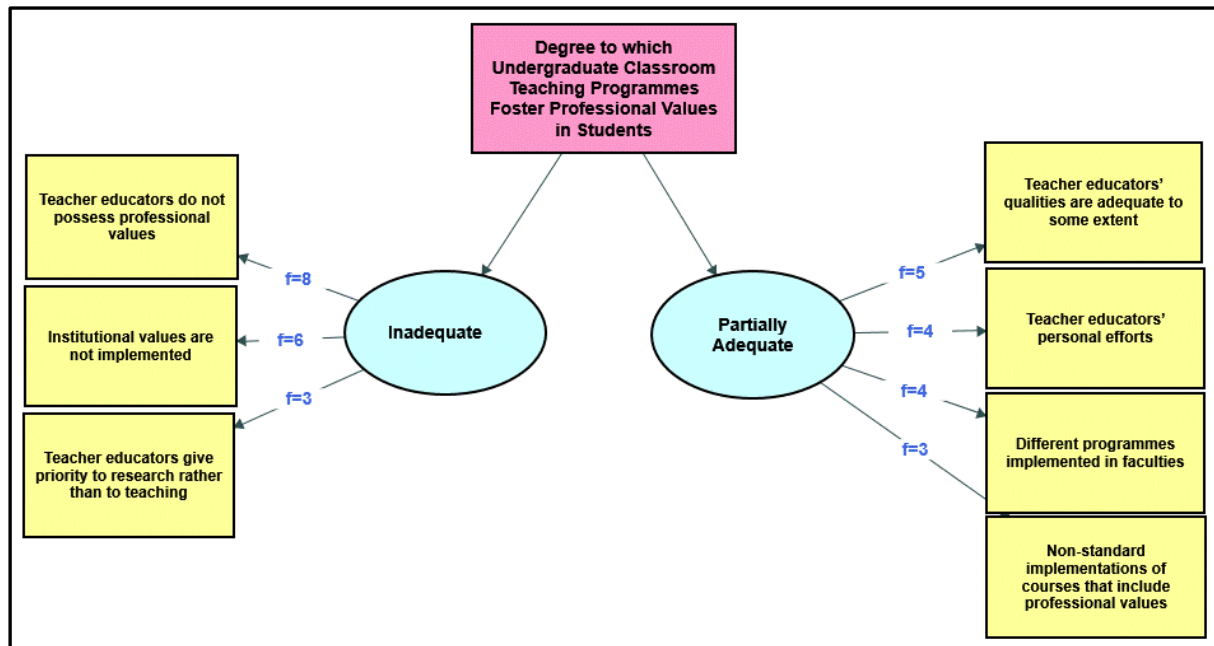 Degree to which
Undergraduate Classroom
Teaching Programmes
Foster Professional Values
in Students
Teacher educators do not
possess professional
values
Institutional values are
not implemented
Teacher educators give
priority to research rather
than to teaching
f=8
f=6
f=3
Inadequate
Partially
Adequate
f=5
f=4
f=4
f=3
Teacher educators’
qualities are adequate to
some extent
Teacher educators’
personal efforts
Different programmes
implemented in faculties
Non-standard
implementations of
courses that include
professional values